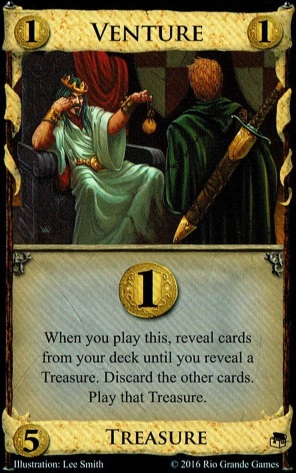 1 VENTURE 1
1
When you play this, reveal cards
from your deck until you reveal a
Treasure. Discard the other cards.
Play that Treasure.
5 TREASURE
Illustration: Lee Smith © 2016 Rio Grande Games